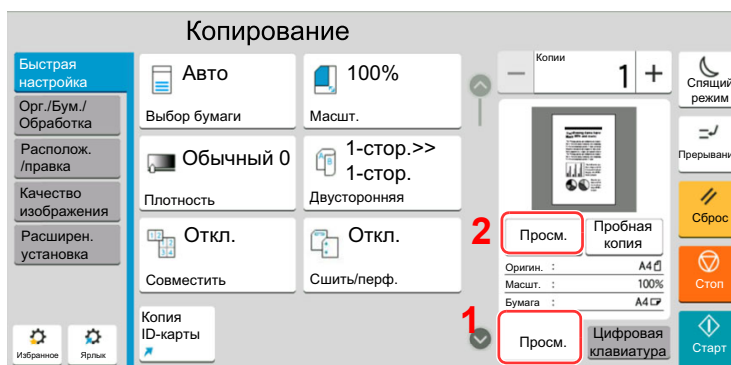 Копирование
Быстрая
настройка
Орг./Бум./
Обработка
Располож.
/правка
Качество
изображения
Расширен.
установка
Избранное
Ярлык
Авто
Выбор бумаги
100%
Масшт.
Обычный 0
Плотность
1-стор.>>
1-стор.
Двусторонняя
Откл.
Совместить
Откл.
Сшить/перф.
Копия
ID-карты
Копии
1
2
Просм.
Пробная
копия
Оригин. : A4
Масшт. : 100%
Бумага : A4
1
Просм.
Цифровая
клавиатура
Спящий
режим
Прерывани
Сброс
Стоп
Старт